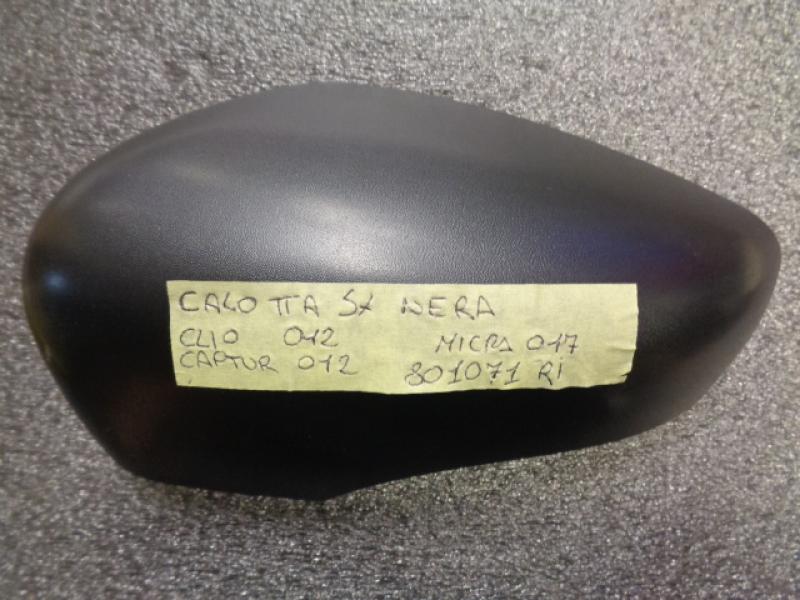 CALOTTA SX NERA
CLIO 012 MICRA 017
CAPTUR 012 801071 Ri